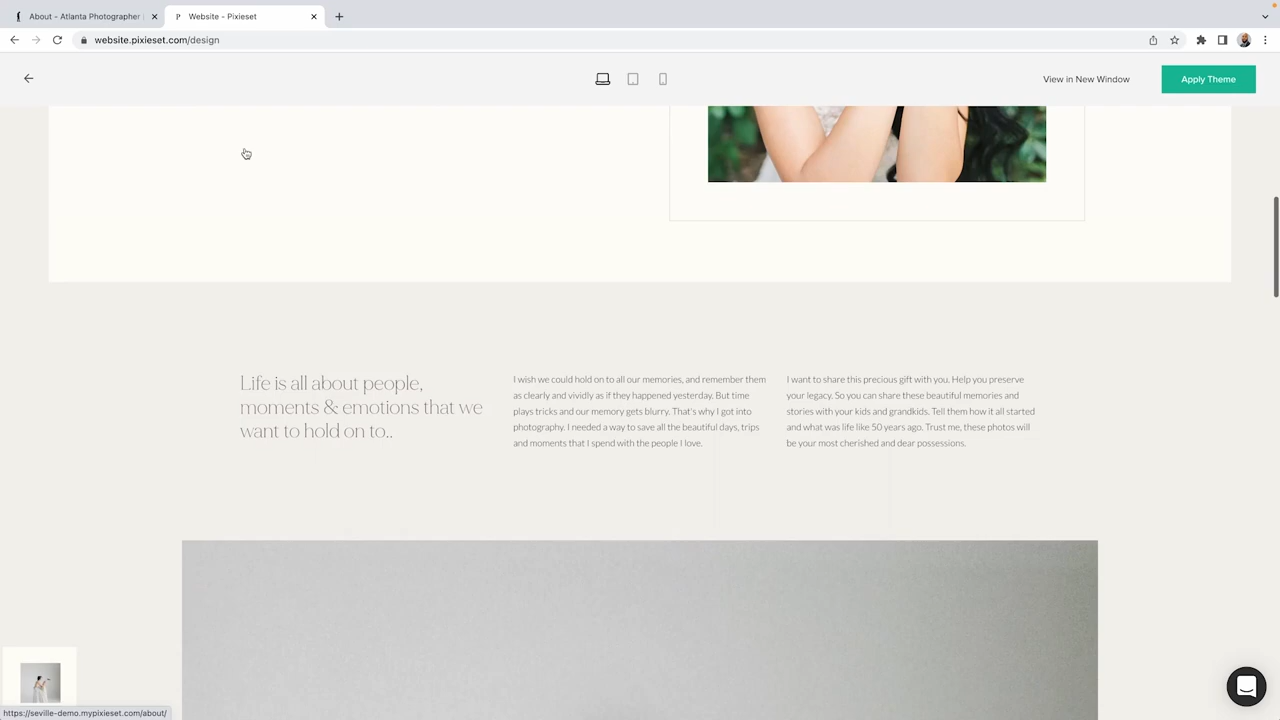 About - Atlanta Photographer
Website - Pixieset
website.pixieset.com/design
View in New Window
Apply Theme
Life is all about people,
moments & emotions that we
want to hold on to..
I wish we could hold on to all our memories, and remember them
as clearly and vividly as if they happened yesterday. But time
plays tricks and our memory gets blurry. That's why I got into
photography. I needed a way to save all the beautiful days, trips
and moments that I spend with the people I love.
I want to share this precious gift with you. Help you preserve
your legacy. So you can share these beautiful memories and
stories with your kids and grandkids. Tell them how it all started
and what was life like 50 years ago. Trust me, these photos will
be your most cherished and dear possessions.
https://seville-demo.mypixieset.com/about/